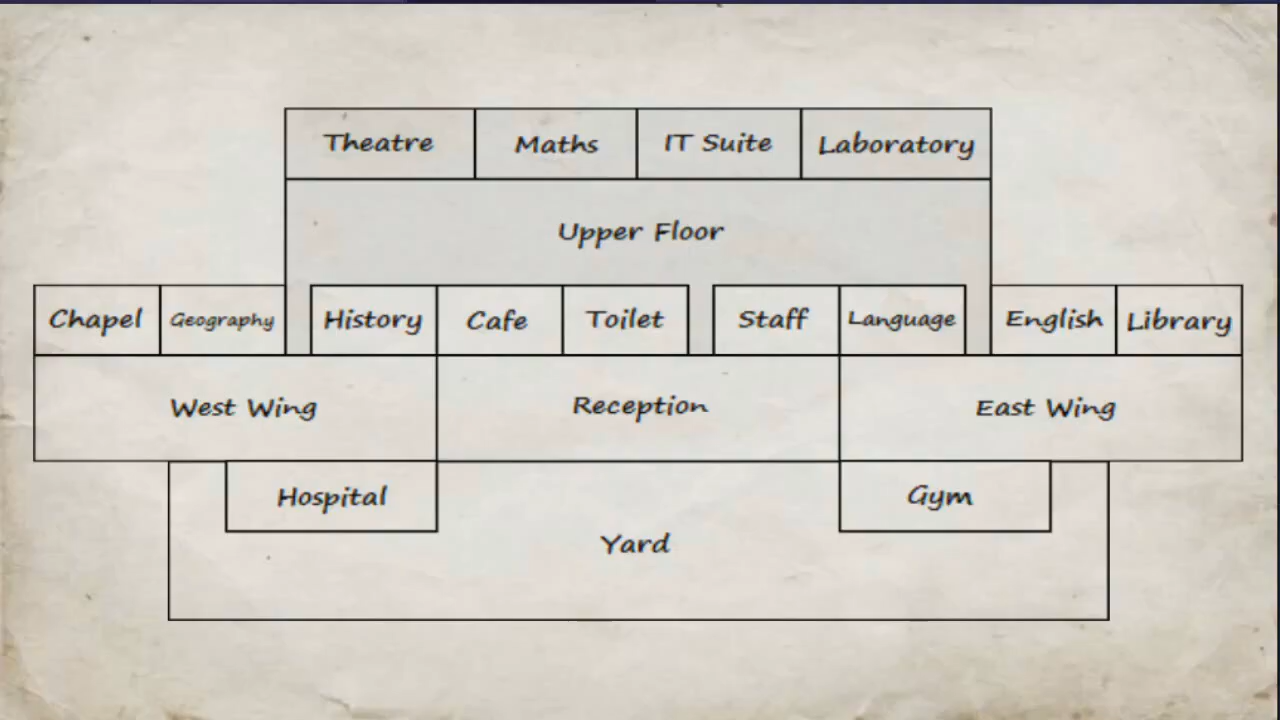 Theatre
Maths
IT Suite
Laboratory
Upper Floor
Chapel
Geography
History
Cafe
Toilet
Staff
Language
English
Library
West Wing
Reception
East Wing
Hospital
Gym
Yard